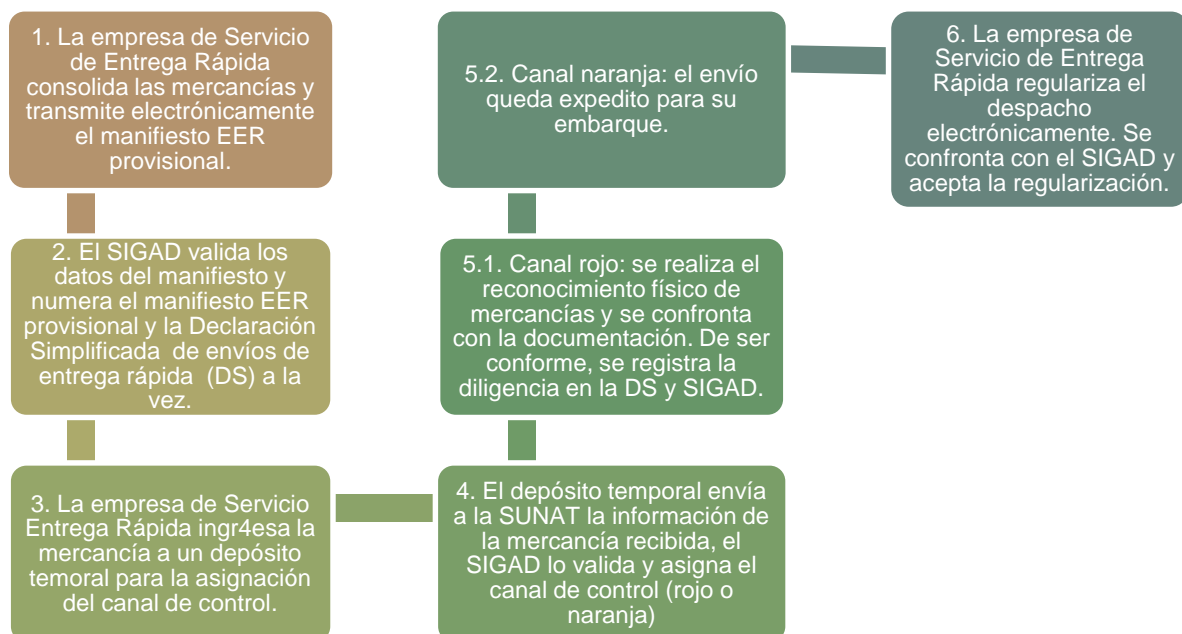 1. La empresa de Servicio
de Entrega Rápida
consolida las mercancías y
transmite electrónicamente
el manifiesto EER
provisional.
2. El SIGAD valida los
datos del manifiesto y
numera el manifiesto EER
provisional y la Declaración
Simplificada de envíos de
entrega rápida (DS) a la
vez.
3. La empresa de Servicio
Entrega Rápida ingr4esa la
mercancía a un depósito
temoral para la asignación
del canal de control.
4. El depósito temporal envía
a la SUNAT la información de
la mercancía recibida, el
SIGAD lo valida y asigna el
canal de control (rojo o
naranja)
5.1. Canal rojo: se realiza el
reconocimiento físico de
mercancías y se confronta
con la documentación. De ser
conforme, se registra la
diligencia en la DS y SIGAD.
5.2. Canal naranja: el envío
queda expedito para su
embarque.
6. La empresa de
Servicio de Entrega
Rápida regulariza el
despacho
electrónicamente. Se
confronta con el SIGAD y
acepta la regularización.